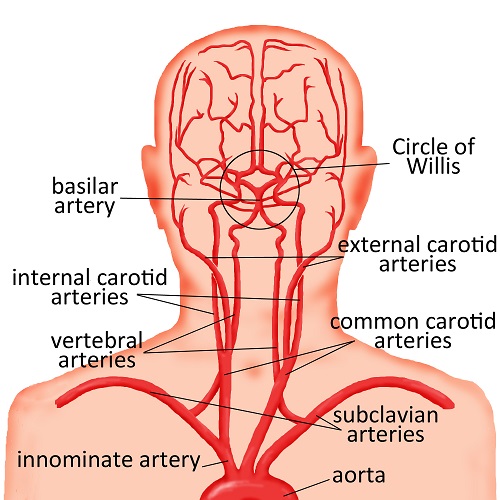 Circle of
Willis
basilar
artery
external carotid
arteries
internal carotid
arteries
common carotid
arteries
vertebral
arteries
subclavian
arteries
innominate artery
aorta